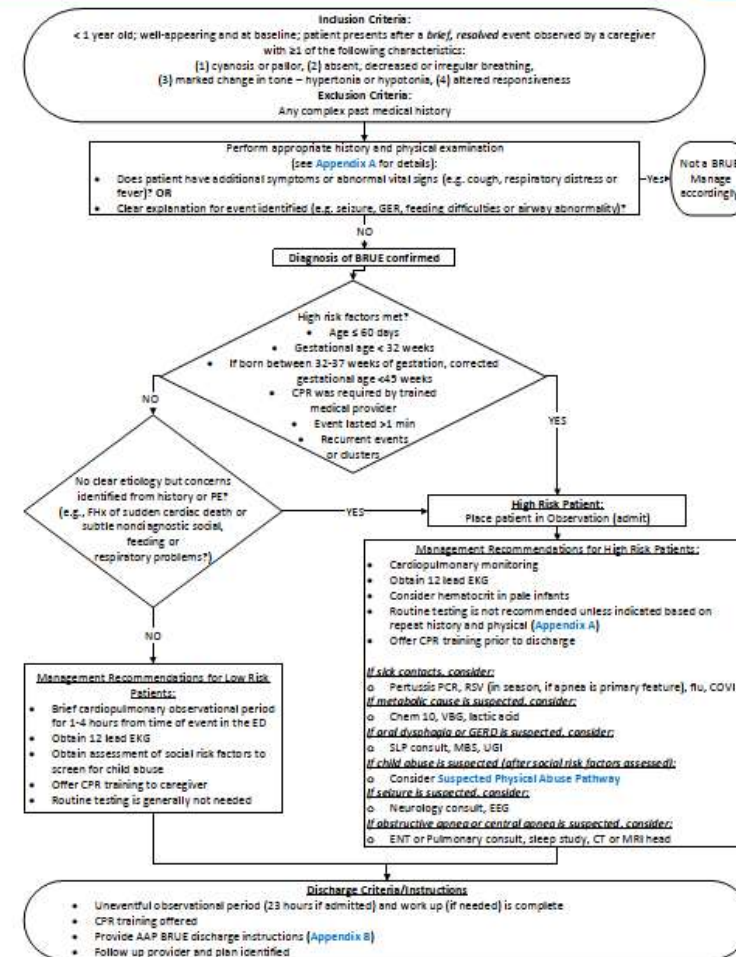 Inclusion Criteria:
< 1 year old; well-appearing and at baseline; patient presents after a brief, resolved event observed by a caregiver
with ≥1 of the following characteristics:
(1) cyanosis or pallor, (2) absent, decreased or irregular breathing,
(3) marked change in tone – hypertonia or hypotonia, (4) altered responsiveness
Exclusion Criteria:
Any complex past medical history
Perform appropriate history and physical examination
(see Appendix A for details):
• Does patient have additional symptoms or abnormal vital signs (e.g. cough, respiratory distress or
fever)? OR
• Clear explanation for event identified (e.g. seizure, GER, feeding difficulties or airway abnormality)?
Yes
Not a BRUE
Manage
accordingly
NO
Diagnosis of BRUE confirmed
High risk factors met?
• Age ≤ 60 days
• Gestational age < 32 weeks
• If born between 32-37 weeks of gestation, corrected
gestational age <45 weeks
• CPR was required by trained
medical provider
• Event lasted >1 min
• Recurrent events
or clusters
NO
YES
No clear etiology but concerns
identified from history or PE?
(e.g., FHx of sudden cardiac death or
subtle nondiagnostic social,
feeding or
respiratory problems?)
YES
High Risk Patient:
Place patient in Observation (admit)
NO
Management Recommendations for Low Risk
Patients:
• Brief cardiopulmonary observational period
for 1-4 hours from time of event in the ED
• Obtain 12 lead EKG
• Obtain assessment of social risk factors to
screen for child abuse
• Offer CPR training to caregiver
• Routine testing is generally not needed
Management Recommendations for High Risk Patients:
• Cardiopulmonary monitoring
• Obtain 12 lead EKG
• Consider hematocrit in pale infants
• Routine testing is not recommended unless indicated based on
repeat history and physical (Appendix A)
• Offer CPR training prior to discharge
If sick contacts, consider:
o Pertussis PCR, RSV (in season, if apnea is primary feature), flu, COVI
If metabolic cause is suspected, consider:
o Chem 10, VBG, lactic acid
If oral dysphagia or GERD is suspected, consider:
o SLP consult, MBS, UGI
If child abuse is suspected (after social risk factors assessed):
o Consider Suspected Physical Abuse Pathway
If seizure is suspected, consider:
o Neurology consult, EEG
If obstructive apnea or central apnea is suspected, consider:
o ENT or Pulmonary consult, sleep study, CT or MRI head
Discharge Criteria/Instructions
• Uneventful observational period (23 hours if admitted) and work up (if needed) is complete
• CPR training offered
• Provide AAP BRUE discharge instructions (Appendix B)
• Follow up provider and plan identified